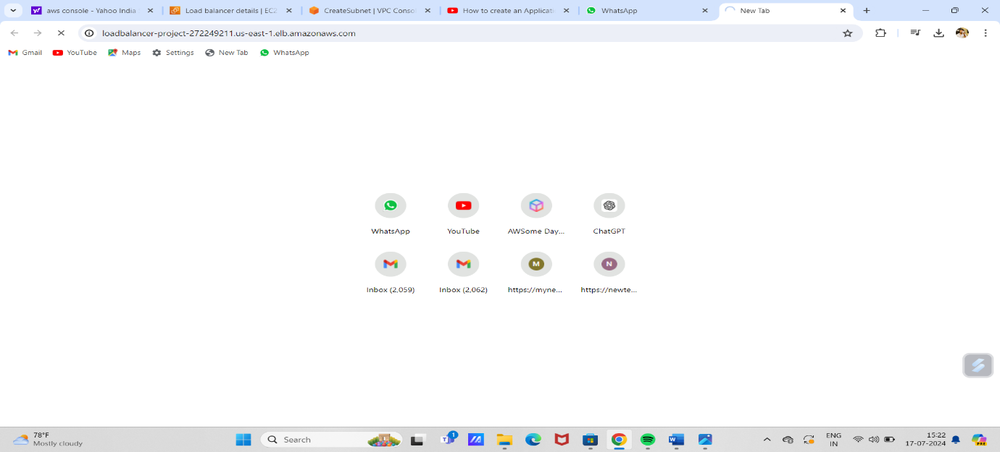 aws console - Yahoo India
Load balancer details | EC2
CreateSubnet | VPC Conso
How to create an Applicati
WhatsApp
New Tab
loadbalancer-project-272249211.us-east-1.elb.amazonaws.com
Gmail
YouTube
Maps
Settings
New Tab
WhatsApp
WhatsApp
YouTube
AWSome Day...
ChatGPT
M
N
Inbox (2,059)
Inbox (2,062)
https://myne...
https://newte...
78°F
Mostly cloudy
Search
1
ENG
IN
15:22
17-07-2024
PRE